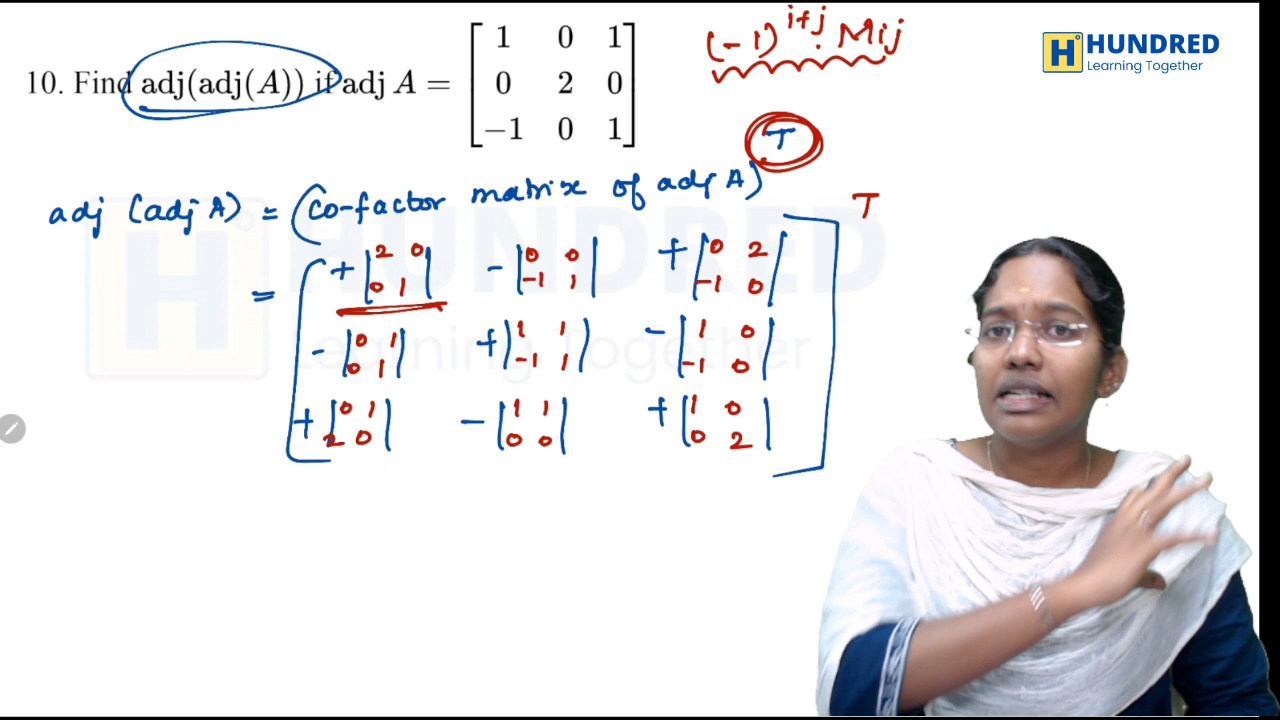 (-1)^{i+j} . Mij
HUNDRED
Learning Together
10. Find adj(adj(A)) if adj A = [1 0 1
0 2 0
-1 0 1]
adj (adj A) = (Co-factor matrix of adj A)^T
= [+|2 0; 0 1| -|0 0; -1 1| +|0 2; -1 0|
-|0 1; 0 1| +|1 1; -1 1| -|1 0; -1 0|
+|0 1; 2 0| -|1 1; 0 0| +|1 0; 0 2|]^T
HUNDRED
Learning Together